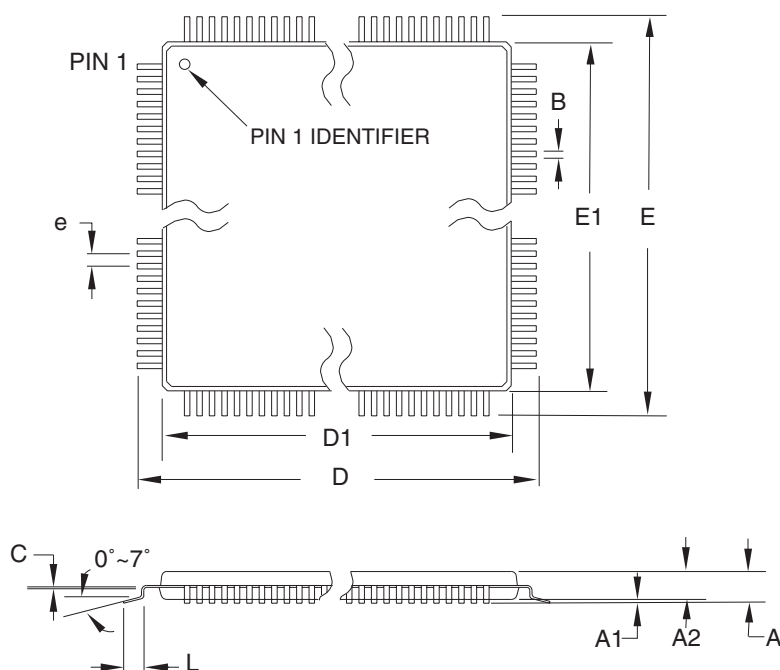 PIN 1
PIN 1 IDENTIFIER
B
e
E1
E
D1
D
C
0°~7°
L
A1
A2
A